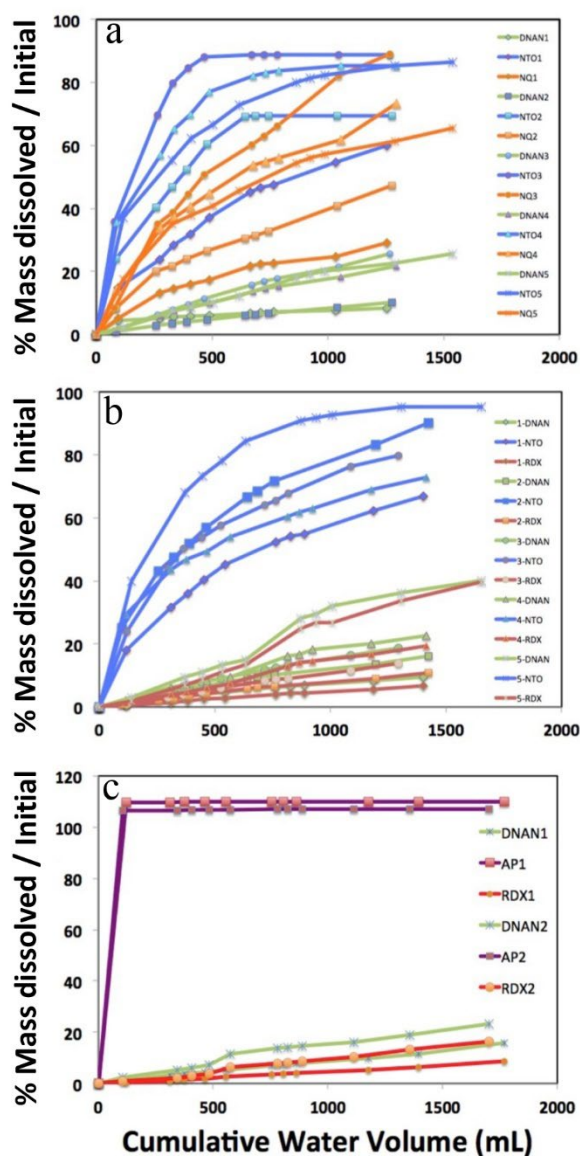 a
% Mass dissolved / Initial
100
80
60
40
20
0
0
500
1000
1500
2000
DNAN1
NTO1
NQ1
DNAN2
NTO2
NQ2
DNAN3
NTO3
NQ3
DNAN4
NTO4
NQ4
DNAN5
NTO5
NQ5
b
% Mass dissolved / Initial
100
80
60
40
20
0
0
500
1000
1500
2000
1-DNAN
1-NTO
1-RDX
2-DNAN
2-NTO
2-RDX
3-DNAN
3-NTO
3-RDX
4-DNAN
4-NTO
4-RDX
5-DNAN
5-NTO
5-RDX
c
% Mass dissolved / Initial
120
100
80
60
40
20
0
0
500
1000
1500
2000
DNAN1
AP1
RDX1
DNAN2
AP2
RDX2
Cumulative Water Volume (mL)